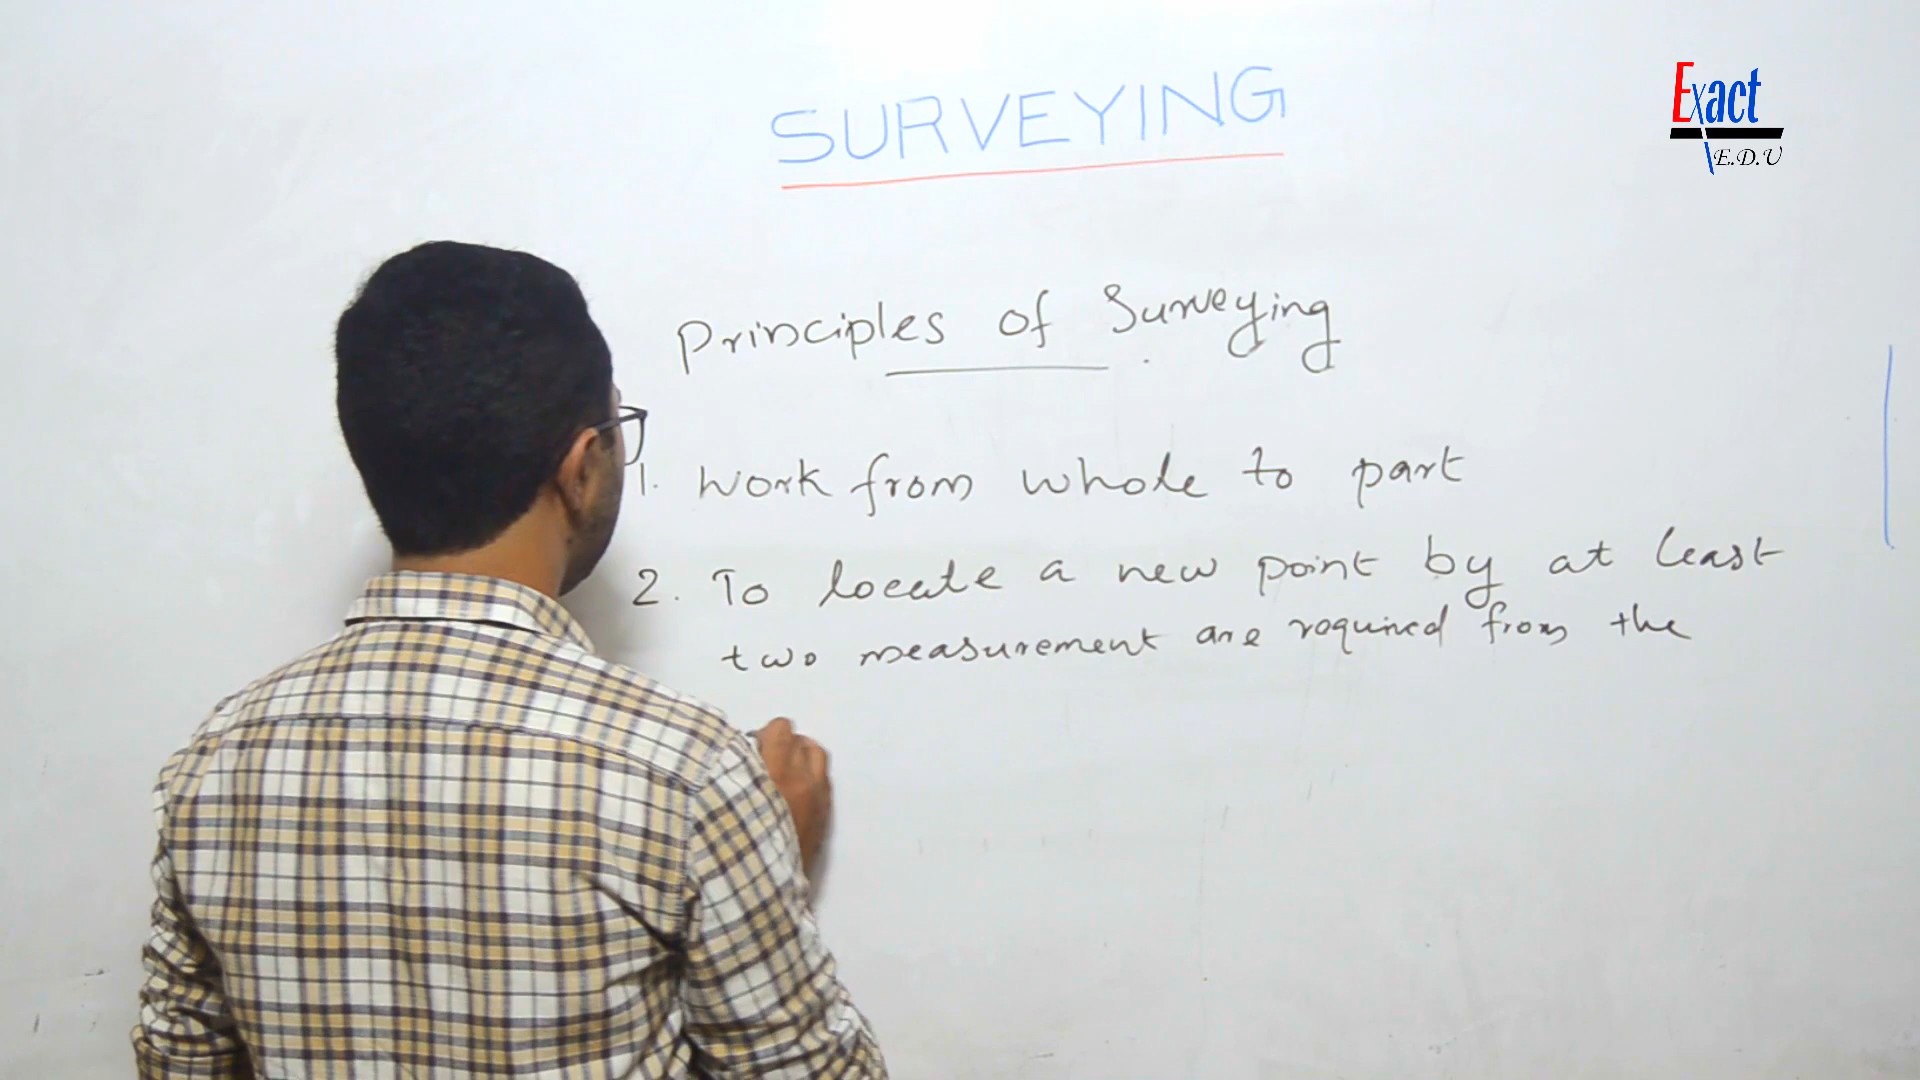 SURVEYING
Exact
E.D.U
Principles of Surveying
1. Work from whole to part
2. To locate a new point by at least
two measurement are required from the